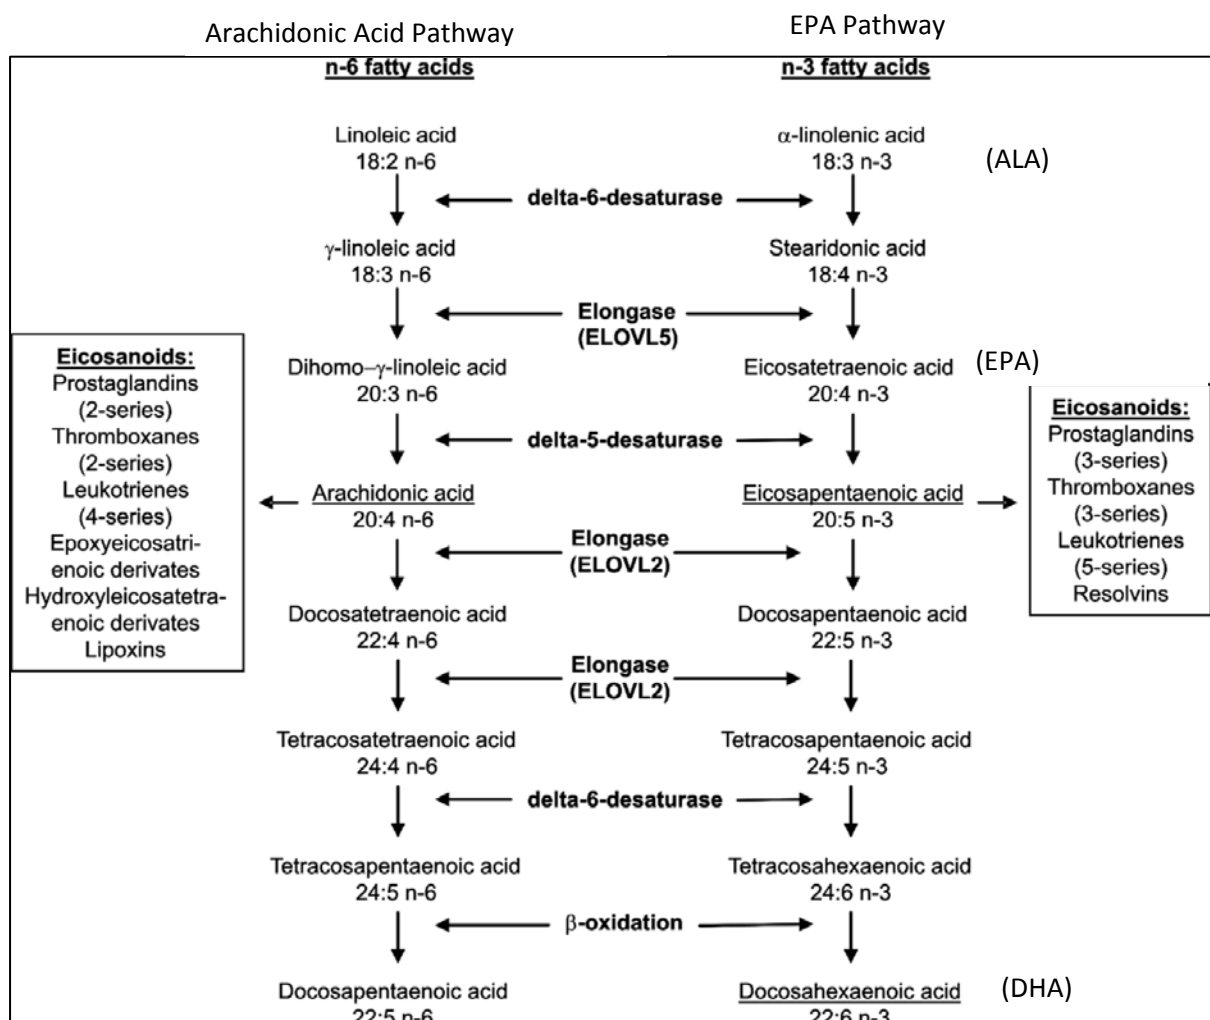 Arachidonic Acid Pathway
EPA Pathway
n-6 fatty acids
n-3 fatty acids
Linoleic acid
18:2 n-6
α-linolenic acid
18:3 n-3
(ALA)
delta-6-desaturase
γ-linoleic acid
18:3 n-6
Stearidonic acid
18:4 n-3
Elongase
(ELOVL5)
Dihomo–γ-linoleic acid
20:3 n-6
Eicosatetraenoic acid
20:4 n-3
(EPA)
delta-5-desaturase
Eicosanoids:
Prostaglandins
(2-series)
Thromboxanes
(2-series)
Leukotrienes
(4-series)
Epoxyeicosatri-
enoic derivates
Hydroxyleicosatetra-
enoic derivates
Lipoxins
Arachidonic acid
20:4 n-6
Eicosapentaenoic acid
20:5 n-3
Eicosanoids:
Prostaglandins
(3-series)
Thromboxanes
(3-series)
Leukotrienes
(5-series)
Resolvins
Elongase
(ELOVL2)
Docosatetraenoic acid
22:4 n-6
Docosapentaenoic acid
22:5 n-3
Elongase
(ELOVL2)
Tetracosatetraenoic acid
24:4 n-6
Tetracosapentaenoic acid
24:5 n-3
delta-6-desaturase
Tetracosapentaenoic acid
24:5 n-6
Tetracosahexaenoic acid
24:6 n-3
β-oxidation
Docosapentaenoic acid
22:5 n-6
Docosahexaenoic acid
22:6 n-3
(DHA)